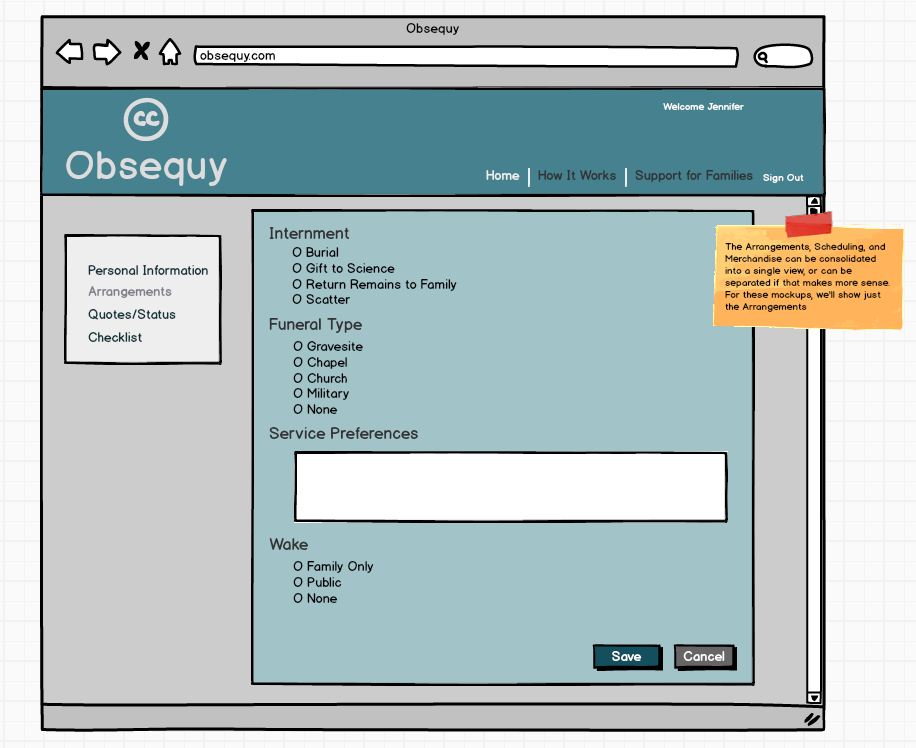 Obsequy
obsequy.com
Welcome Jennifer
cc
Obsequy
Home How It Works Support for Families Sign Out
Personal Information
Arrangements
Quotes/Status
Checklist
Internment
O Burial
O Gift to Science
O Return Remains to Family
O Scatter
Funeral Type
O Gravesite
O Chapel
O Church
O Military
O None
Service Preferences
Wake
O Family Only
O Public
O None
Save Cancel
The Arrangements, Scheduling, and
Merchandise can be consolidated
into a single view, or can be
separated if that makes more sense.
For these mockups, we'll show just
the Arrangements